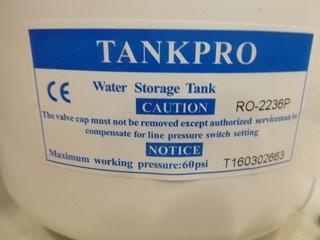 TANKPRO
CE Water Storage Tank
CAUTION RO-2236P
The valve cap must not be removed except authorized serviceman to
compensate for line pressure switch setting
NOTICE
Maximum working pressure:60psi T160302663